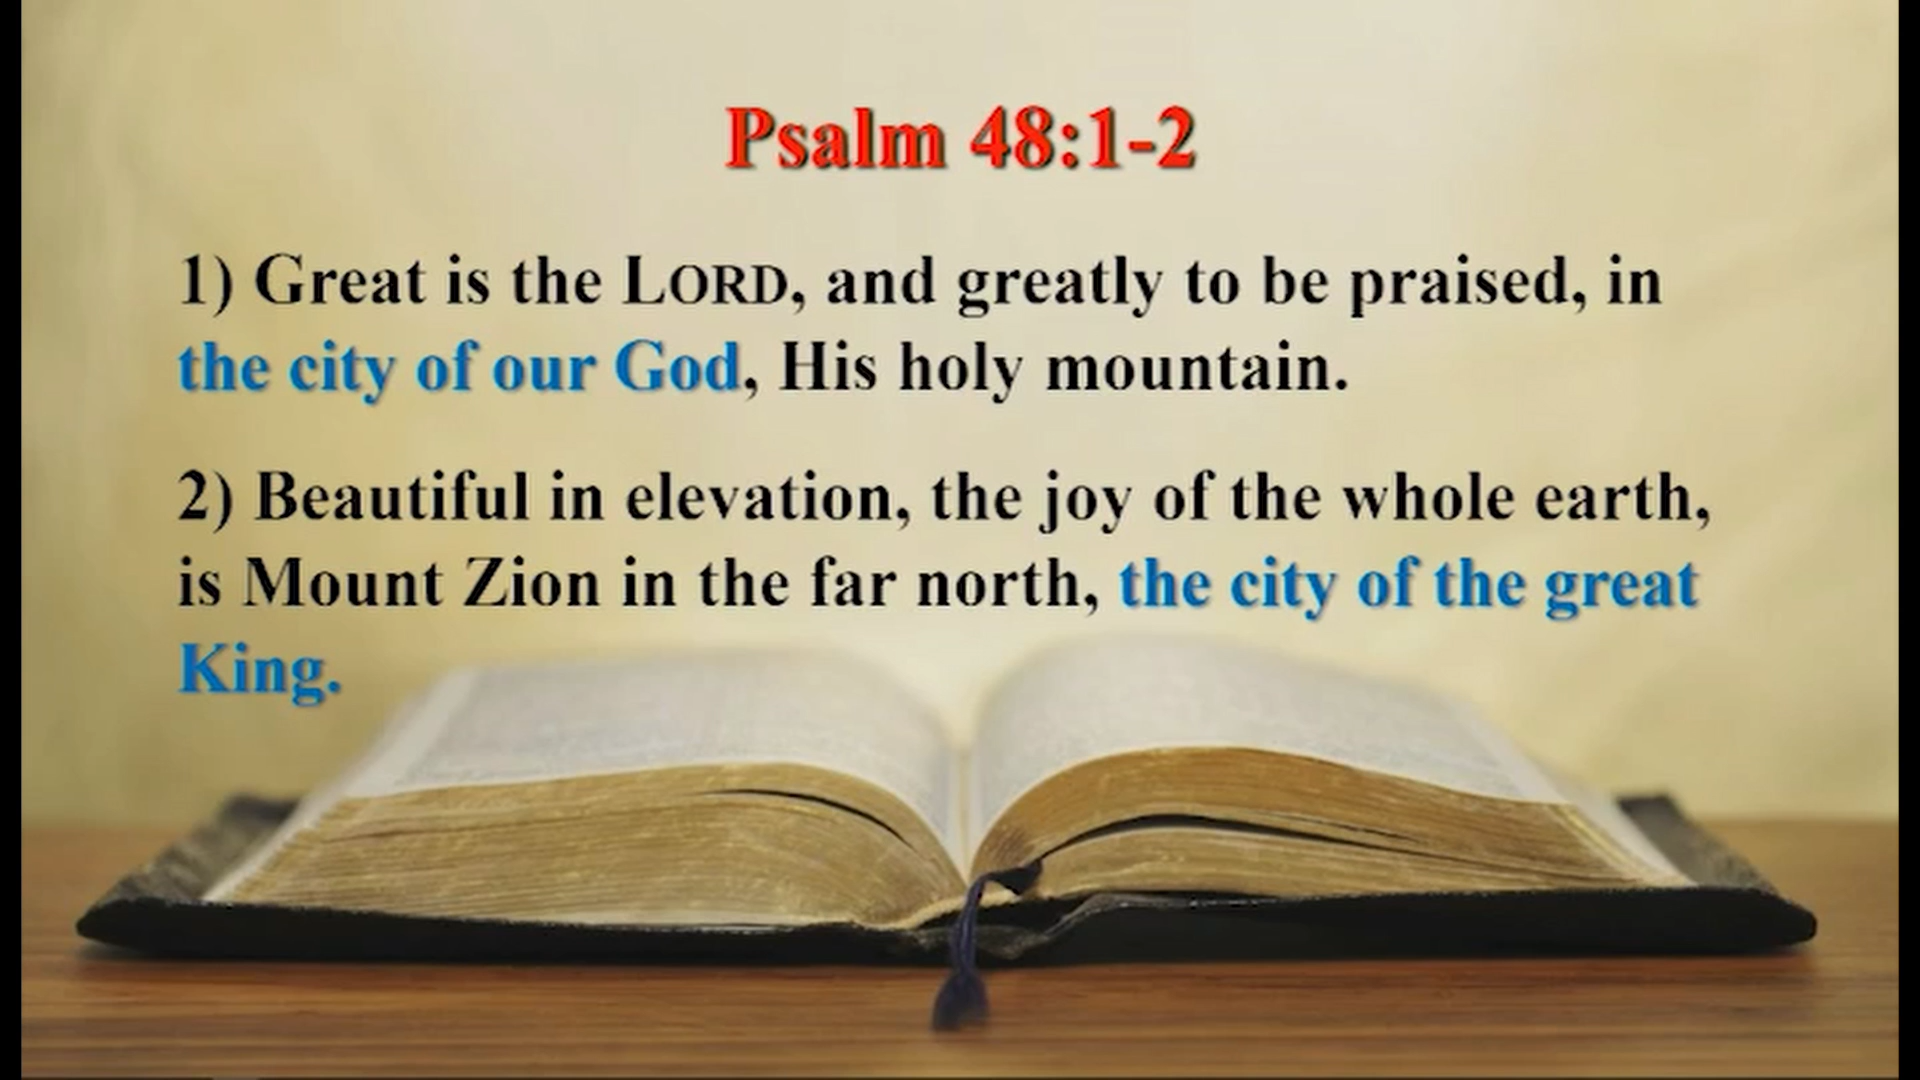 Psalm 48:1-2
1) Great is the LORD, and greatly to be praised, in
the city of our God, His holy mountain.
2) Beautiful in elevation, the joy of the whole earth,
is Mount Zion in the far north, the city of the great
King.